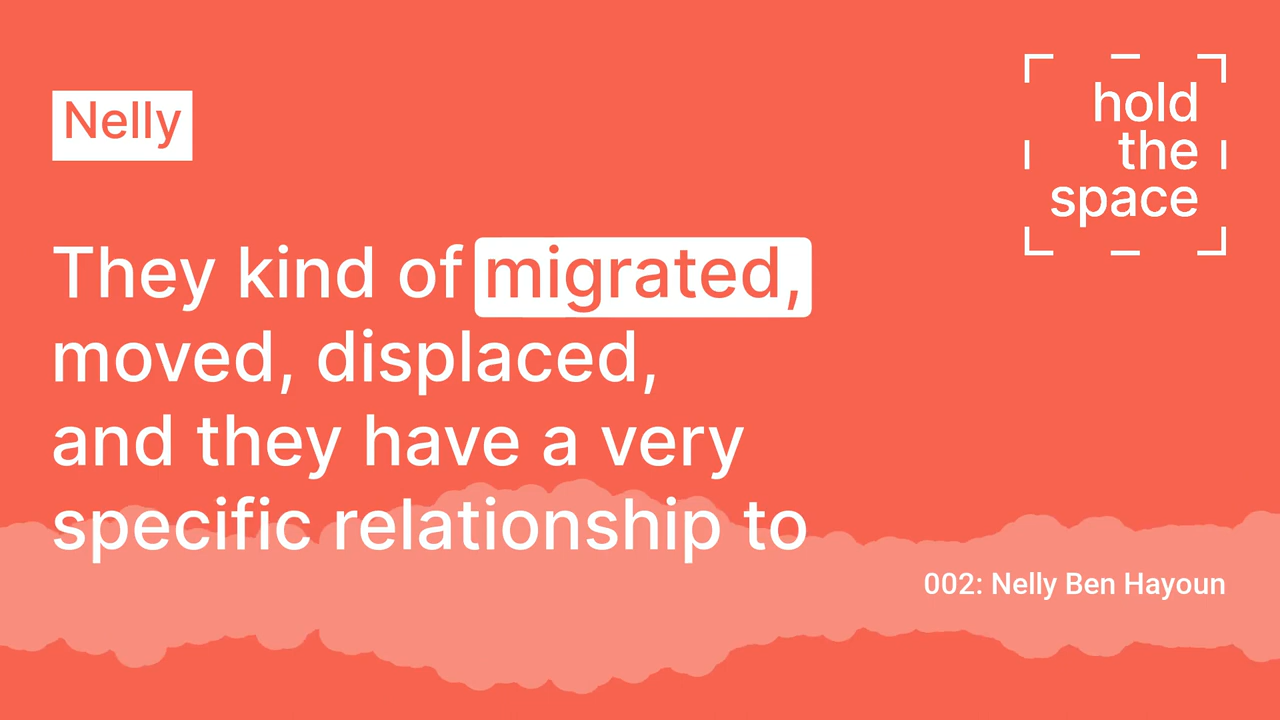 Nelly
hold
the
space
They kind of migrated,
moved, displaced,
and they have a very
specific relationship to
002: Nelly Ben Hayoun